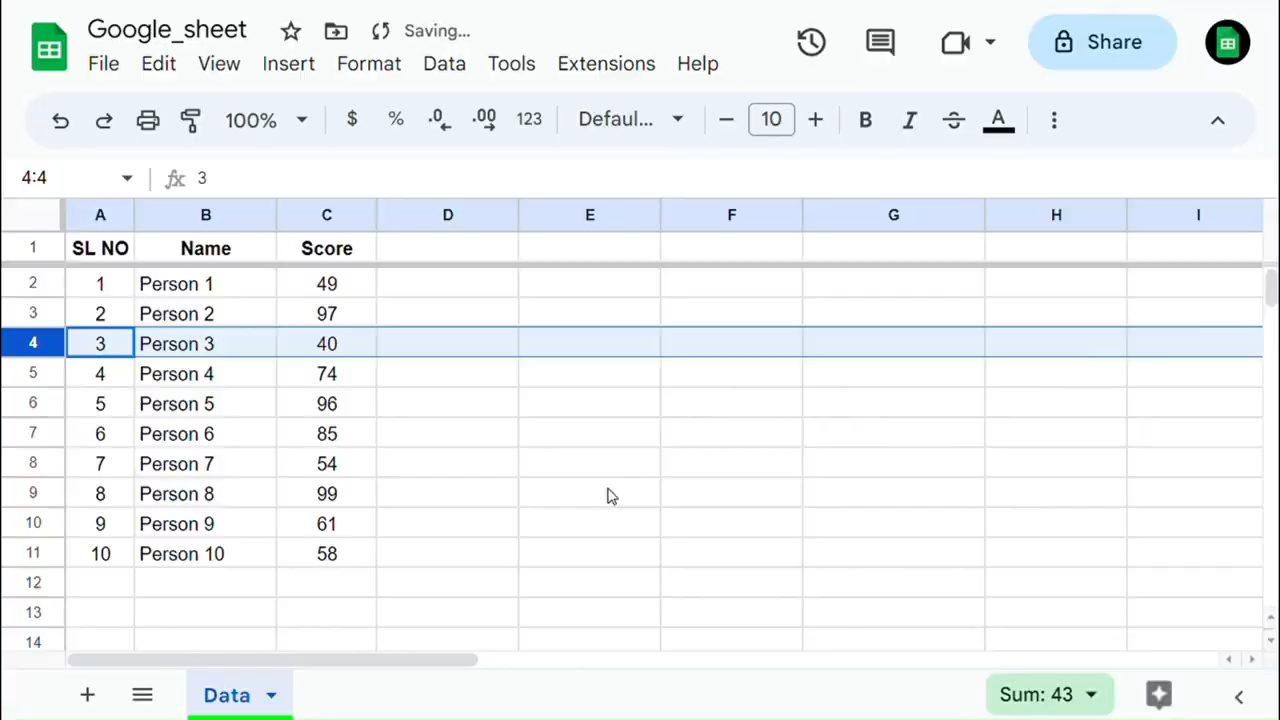 Google_sheet Saving...
File Edit View Insert Format Data Tools Extensions Help
Share
100% $ % .0 .00 123 Defaul... 10 B I S A
4:4 fx 3
A B C D E F G H I
1 SL NO Name Score
2 1 Person 1 49
3 2 Person 2 97
4 3 Person 3 40
5 4 Person 4 74
6 5 Person 5 96
7 6 Person 6 85
8 7 Person 7 54
9 8 Person 8 99
10 9 Person 9 61
11 10 Person 10 58
12
13
14
Data Sum: 43